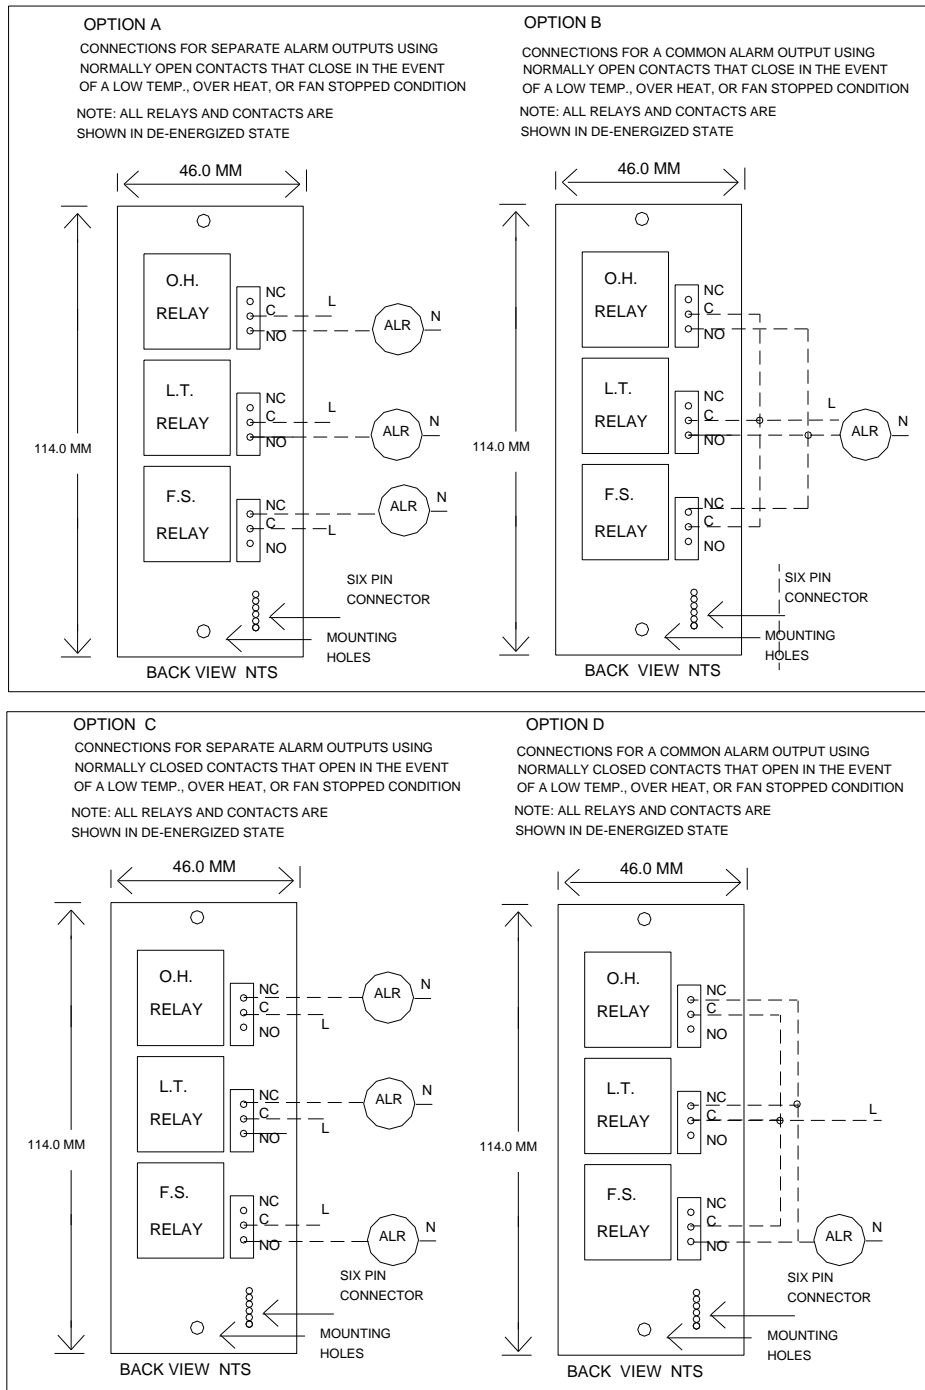 OPTION A
CONNECTIONS FOR SEPARATE ALARM OUTPUTS USING
NORMALLY OPEN CONTACTS THAT CLOSE IN THE EVENT
OF A LOW TEMP., OVER HEAT, OR FAN STOPPED CONDITION
NOTE: ALL RELAYS AND CONTACTS ARE
SHOWN IN DE-ENERGIZED STATE
46.0 MM
114.0 MM
O.H.
RELAY
NC
C
NO
L
ALR
N
L.T.
RELAY
NC
C
NO
L
ALR
N
F.S.
RELAY
NC
C
NO
L
ALR
N
SIX PIN
CONNECTOR
MOUNTING
HOLES
BACK VIEW NTS
OPTION B
CONNECTIONS FOR A COMMON ALARM OUTPUT USING
NORMALLY OPEN CONTACTS THAT CLOSE IN THE EVENT
OF A LOW TEMP., OVER HEAT, OR FAN STOPPED CONDITION
NOTE: ALL RELAYS AND CONTACTS ARE
SHOWN IN DE-ENERGIZED STATE
46.0 MM
114.0 MM
O.H.
RELAY
NC
C
NO
L.T.
RELAY
NC
C
NO
L
ALR
N
F.S.
RELAY
NC
C
NO
SIX PIN
CONNECTOR
MOUNTING
HOLES
BACK VIEW NTS
OPTION C
CONNECTIONS FOR SEPARATE ALARM OUTPUTS USING
NORMALLY CLOSED CONTACTS THAT OPEN IN THE EVENT
OF A LOW TEMP., OVER HEAT, OR FAN STOPPED CONDITION
NOTE: ALL RELAYS AND CONTACTS ARE
SHOWN IN DE-ENERGIZED STATE
46.0 MM
114.0 MM
O.H.
RELAY
NC
C
NO
L
ALR
N
L.T.
RELAY
NC
C
NO
L
ALR
N
F.S.
RELAY
NC
C
NO
L
ALR
N
SIX PIN
CONNECTOR
MOUNTING
HOLES
BACK VIEW NTS
OPTION D
CONNECTIONS FOR A COMMON ALARM OUTPUT USING
NORMALLY CLOSED CONTACTS THAT OPEN IN THE EVENT
OF A LOW TEMP., OVER HEAT, OR FAN STOPPED CONDITION
NOTE: ALL RELAYS AND CONTACTS ARE
SHOWN IN DE-ENERGIZED STATE
46.0 MM
114.0 MM
O.H.
RELAY
NC
C
NO
L.T.
RELAY
NC
C
NO
L
F.S.
RELAY
NC
C
NO
ALR
N
SIX PIN
CONNECTOR
MOUNTING
HOLES
BACK VIEW NTS